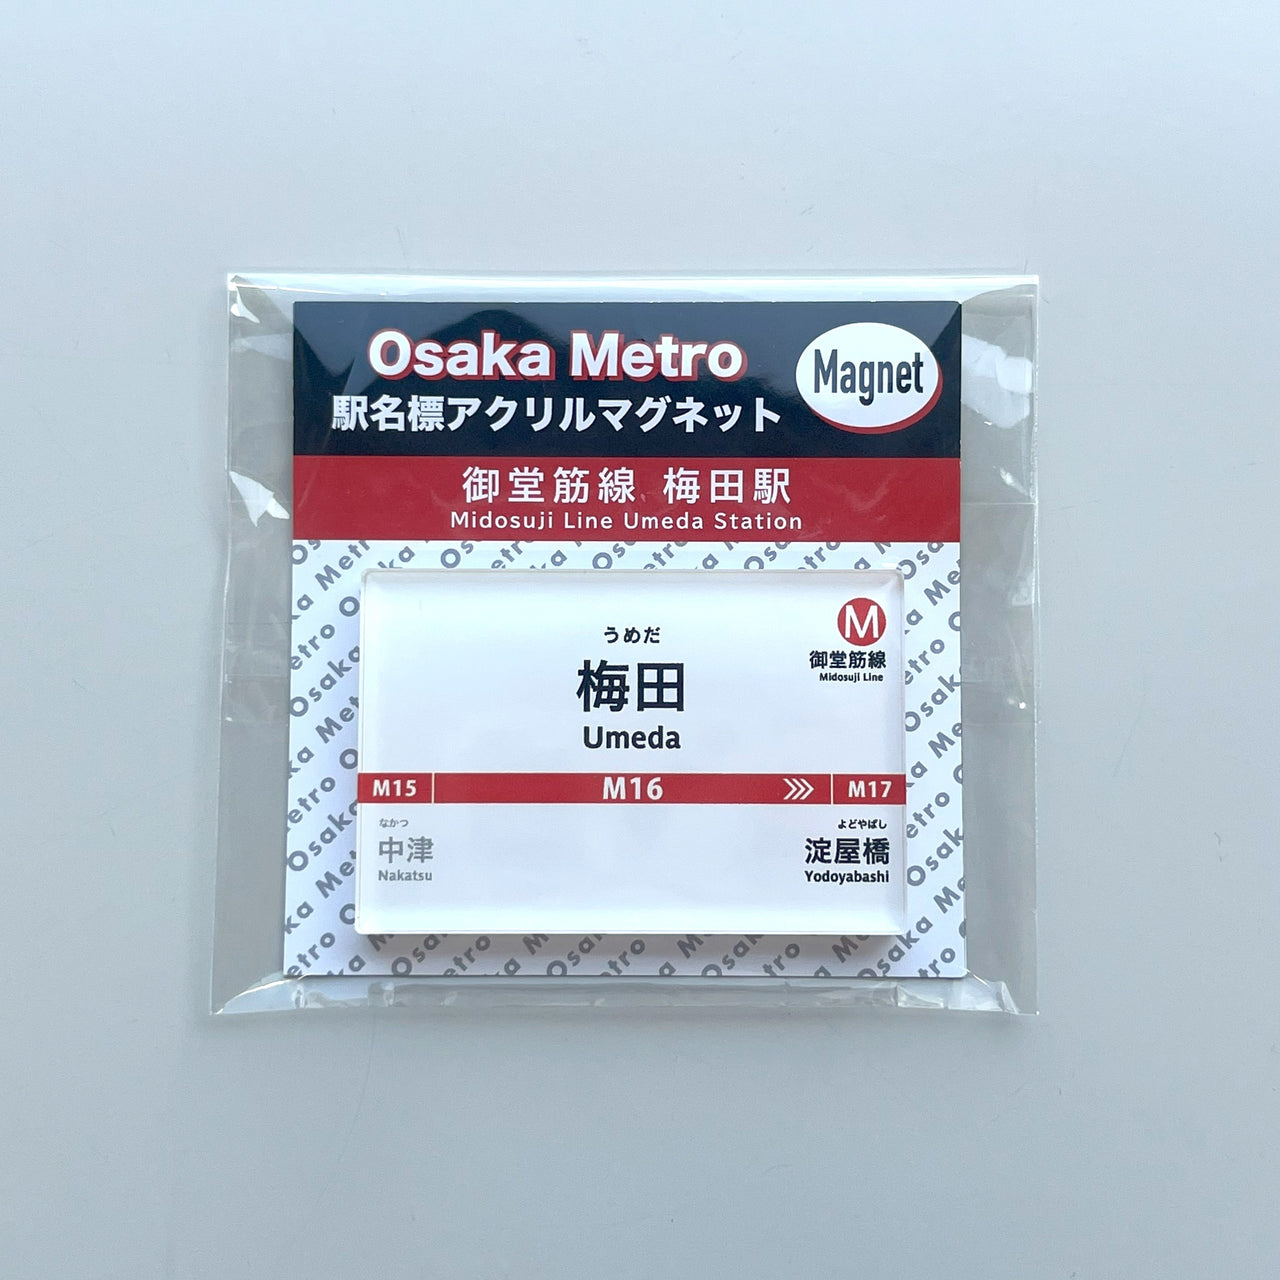 Osaka Metro
Magnet
駅名標アクリルマグネット
御堂筋線 梅田駅
Midosuji Line Umeda Station
M
御堂筋線
Midosuji Line
うめだ
梅田
Umeda
M15
M16
M17
なかつ
中津
Nakatsu
よどやばし
淀屋橋
Yodoyabashi
Osaka Metro